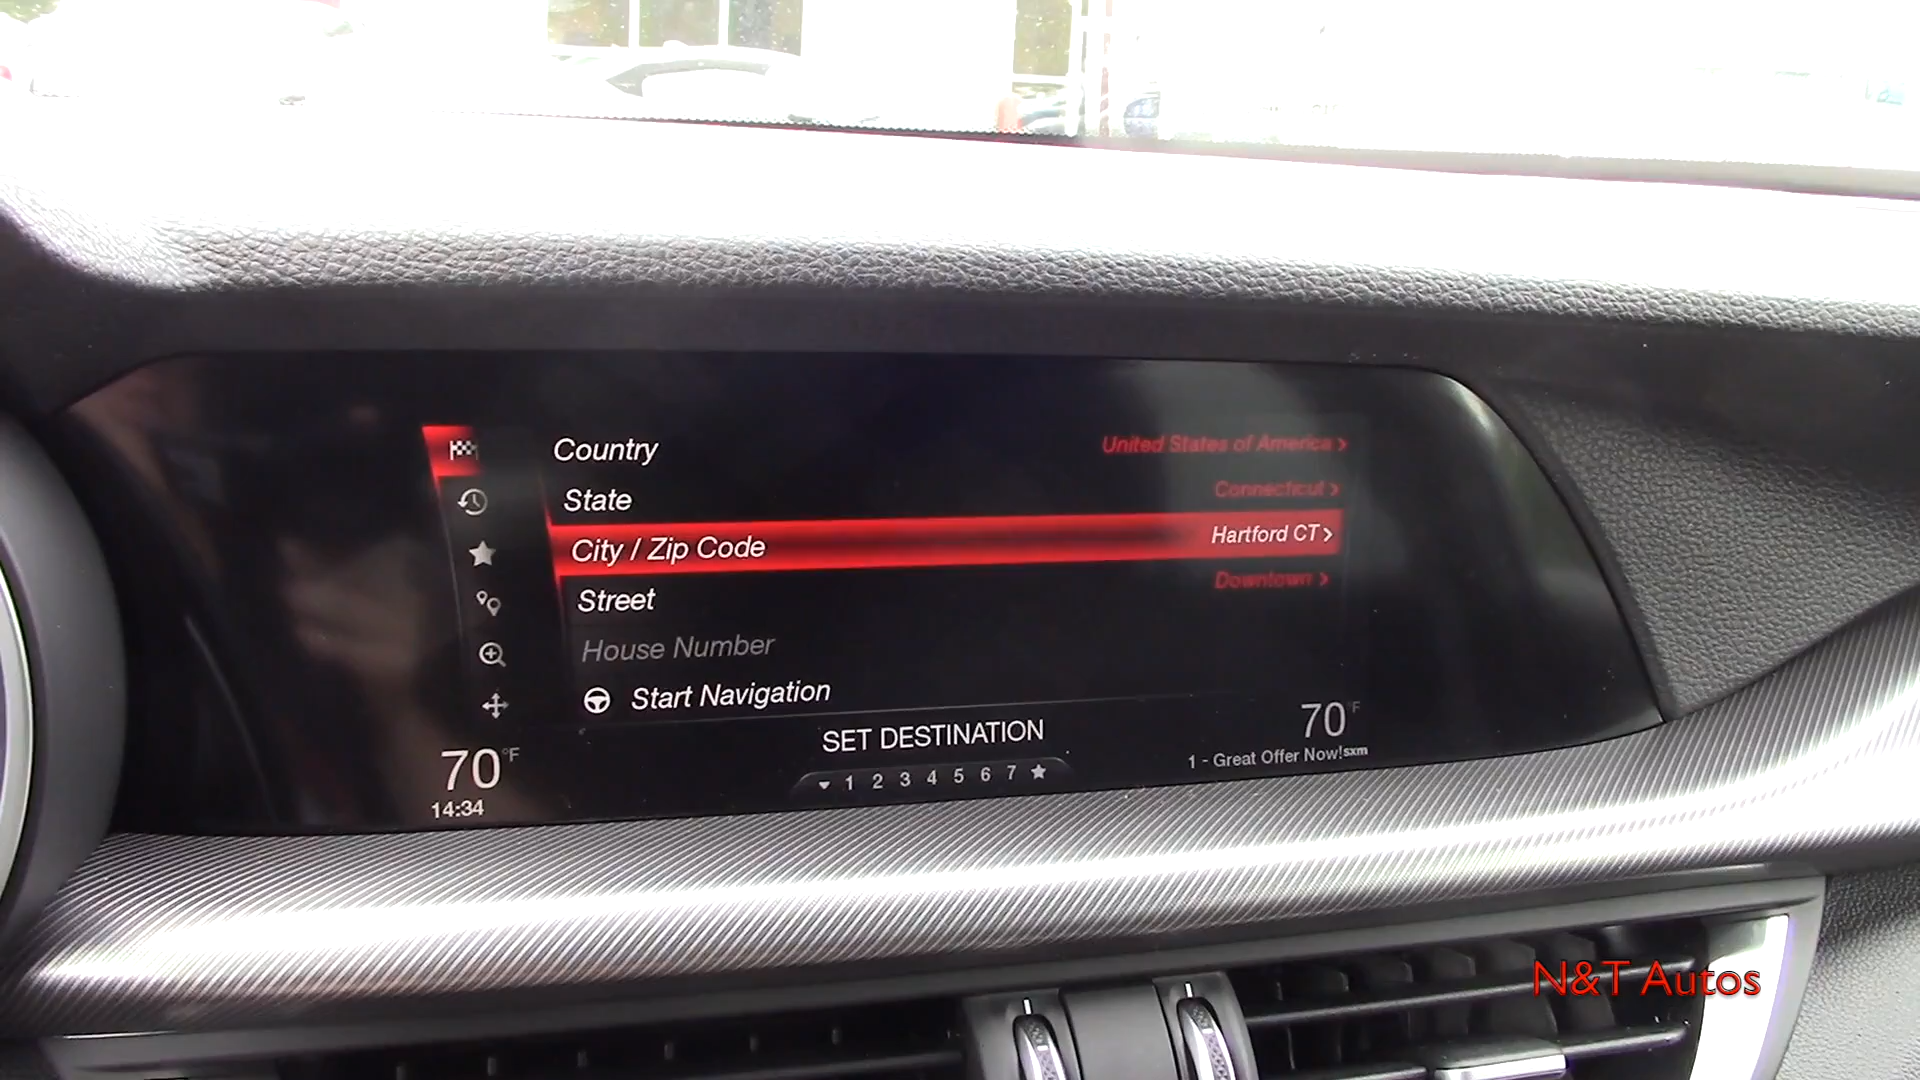 Country United States of America >
State Connecticut >
City / Zip Code Hartford CT >
Street Downtown >
House Number
Start Navigation
SET DESTINATION
70°F
70°F
1 - Great Offer Now! sxm
1 2 3 4 5 6 7
14:34
N&T Autos